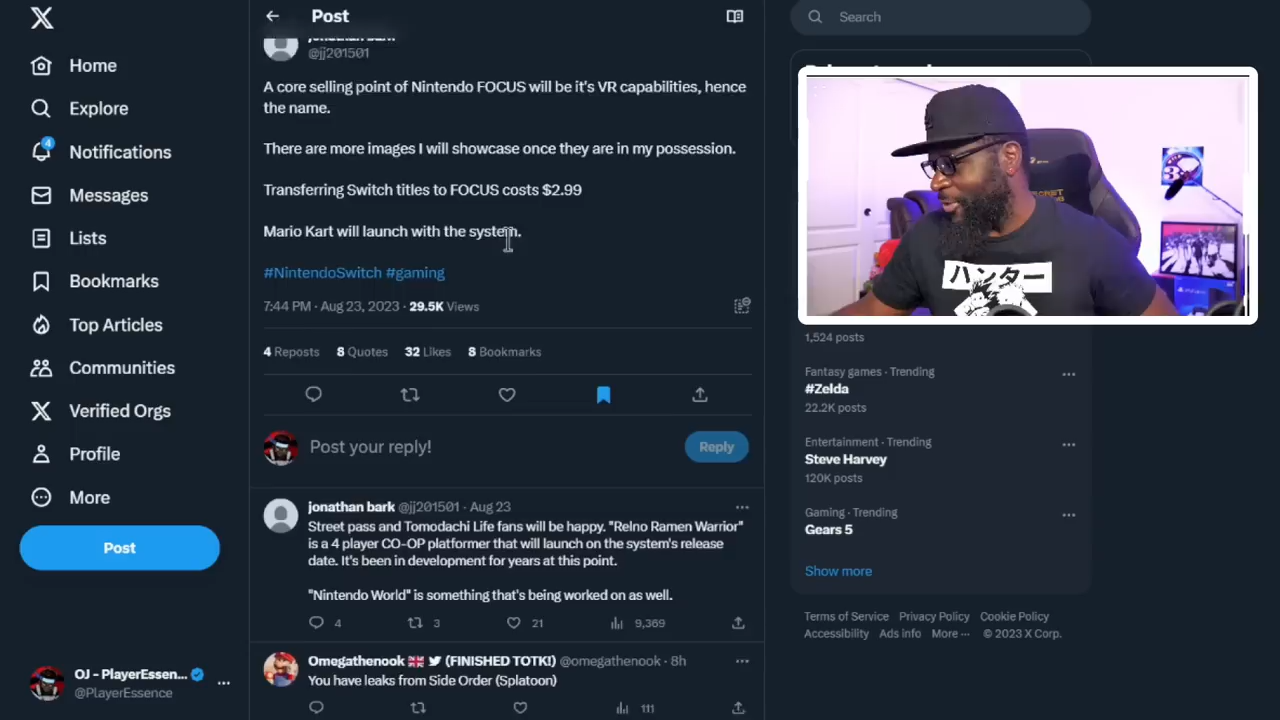 X
Post
Search
Home
jonathan bark
@jj201501
Explore
A core selling point of Nintendo FOCUS will be it's VR capabilities, hence
the name.
4
Notifications
There are more images I will showcase once they are in my possession.
Messages
Transferring Switch titles to FOCUS costs $2.99
Lists
Mario Kart will launch with the system.
Bookmarks
#NintendoSwitch #gaming
Top Articles
7:44 PM · Aug 23, 2023 · 29.5K Views
ハンター
Communities
4 Reposts 8 Quotes 32 Likes 8 Bookmarks
1,524 posts
Verified Orgs
Fantasy games · Trending
#Zelda
22.2K posts
Profile
Post your reply!
Reply
Entertainment · Trending
Steve Harvey
120K posts
More
jonathan bark @jj201501 · Aug 23
Street pass and Tomodachi Life fans will be happy. "Relno Ramen Warrior"
is a 4 player CO-OP platformer that will launch on the system's release
date. It's been in development for years at this point.
"Nintendo World" is something that's being worked on as well.
4 3 21 9,369
Gaming · Trending
Gears 5
Post
Show more
Terms of Service Privacy Policy Cookie Policy
Accessibility Ads info More ··· © 2023 X Corp.
Omegathenook (FINISHED TOTK!) @omegathenook · 8h
You have leaks from Side Order (Splatoon)
111
OJ - PlayerEssen...
@PlayerEssence